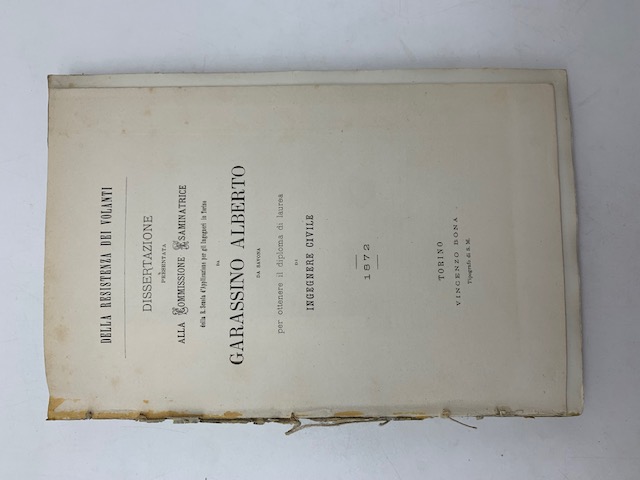 DELLA RESISTENZA DEI VOLANTI
DISSERTAZIONE
PRESENTATA
ALLA COMMISSIONE ESAMINATRICE
della R. Scuola d'Applicazione per gli Ingegneri in Torino
DA
GARASSINO ALBERTO
DA SAVONA
per ottenere il diploma di laurea
DI
INGEGNERE CIVILE
1872
TORINO
VINCENZO BONA
Tipografo di S. M.